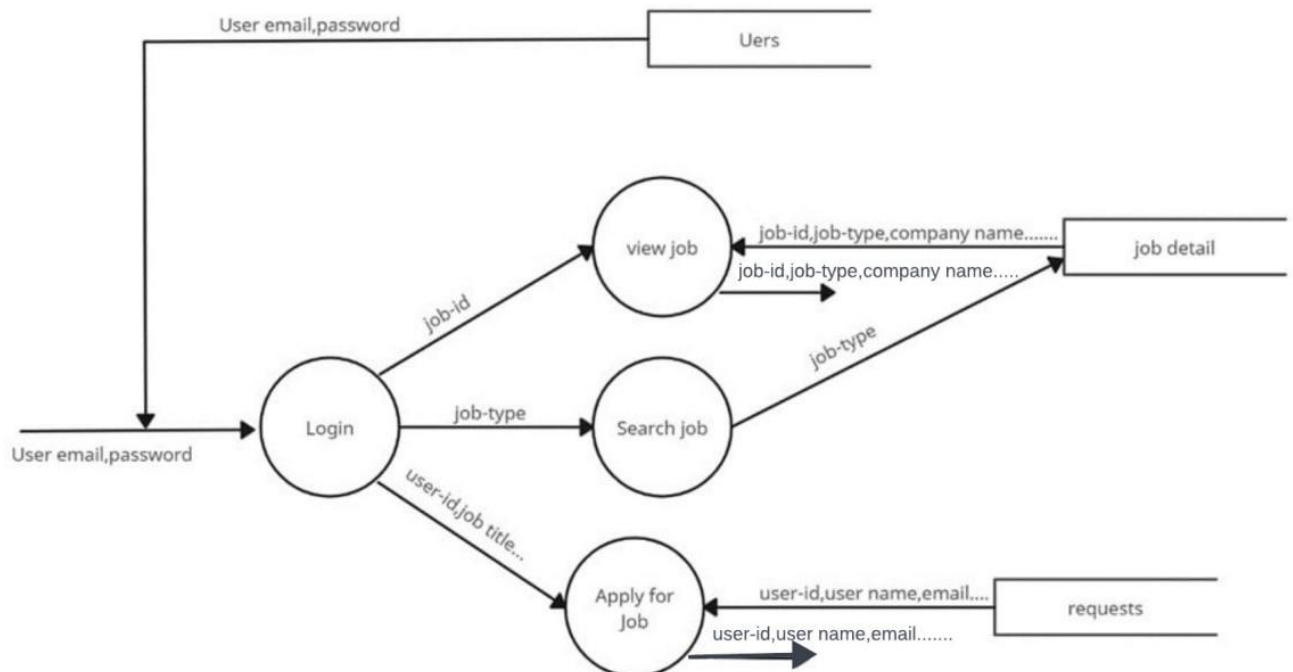 User email,password
Uers
view job
job-id,job-type,company name.......
job detail
job-id,job-type,company name.....
job-id
job-type
Login
job-type
Search job
User email,password
user-id,job title...
Apply for
Job
user-id,user name,email....
requests
user-id,user name,email.......